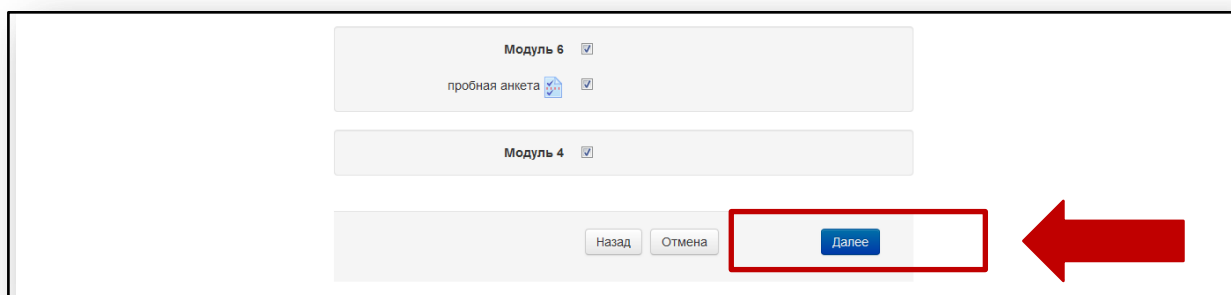 Модуль 6
пробная анкета
Модуль 4
Назад Отмена Далее